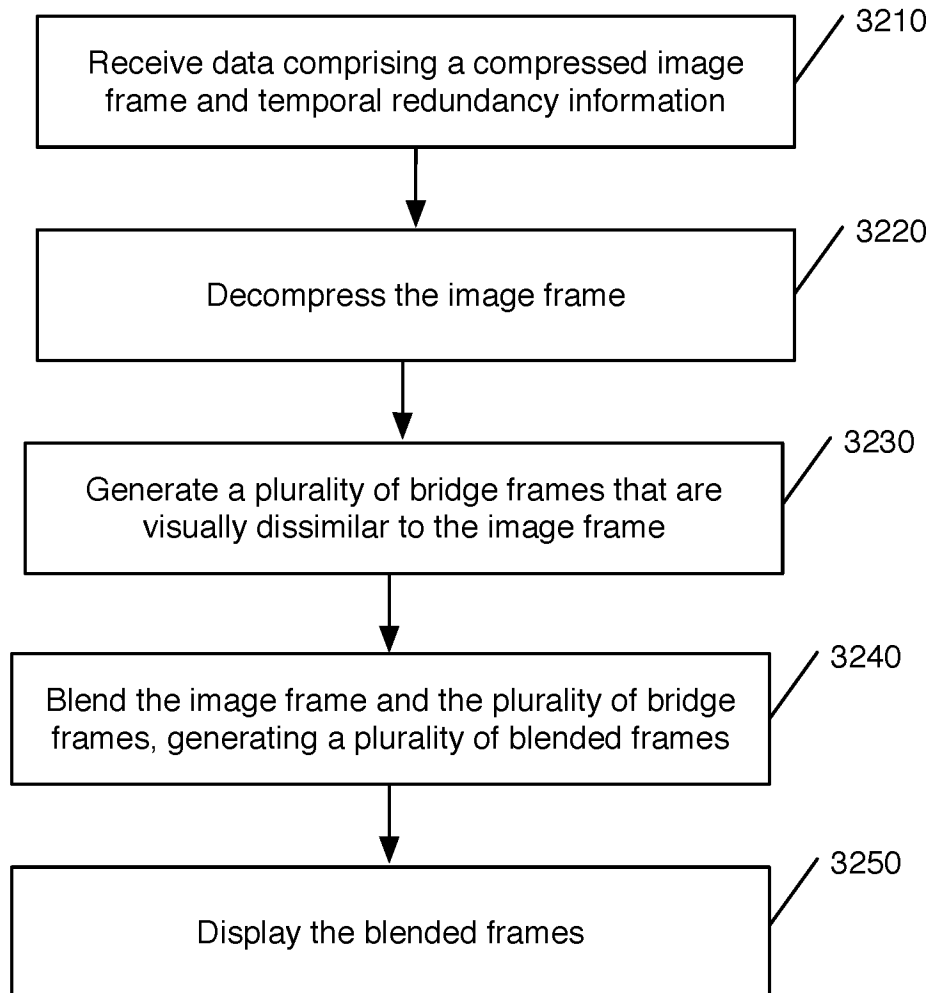 3210
Receive data comprising a compressed image
frame and temporal redundancy information
3220
Decompress the image frame
3230
Generate a plurality of bridge frames that are
visually dissimilar to the image frame
3240
Blend the image frame and the plurality of bridge
frames, generating a plurality of blended frames
3250
Display the blended frames